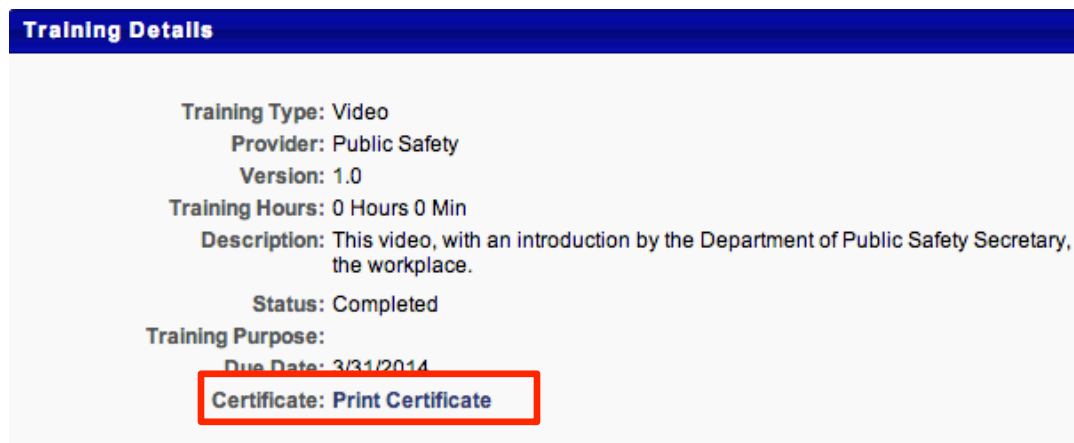 Training Details
Training Type: Video
Provider: Public Safety
Version: 1.0
Training Hours: 0 Hours 0 Min
Description: This video, with an introduction by the Department of Public Safety Secretary,
the workplace.
Status: Completed
Training Purpose:
Due Date: 3/31/2014
Certificate: Print Certificate